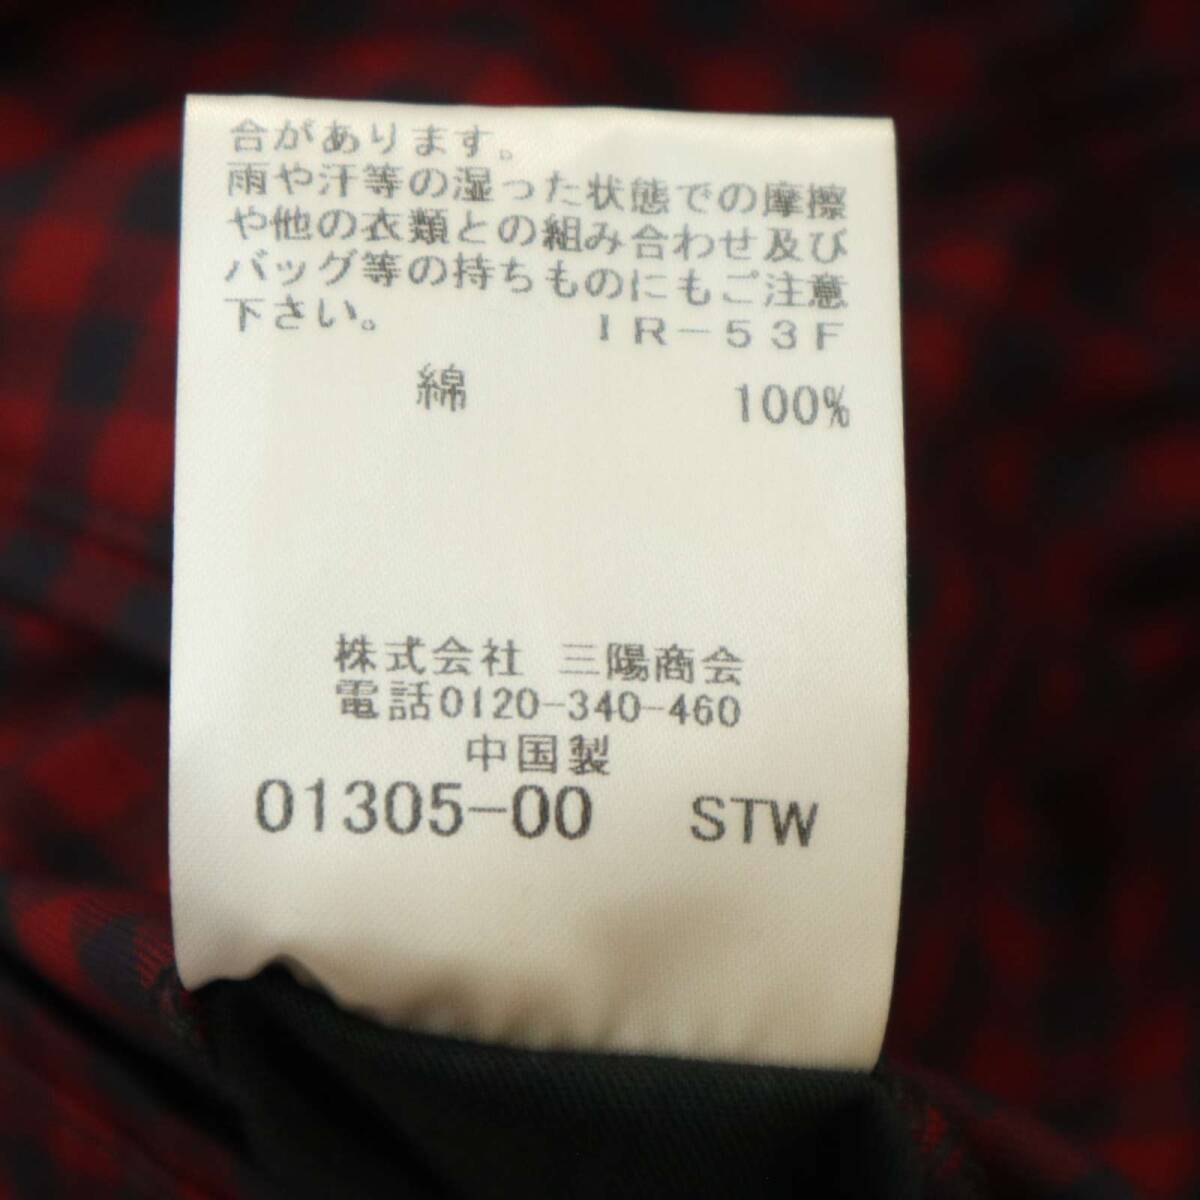 合があります。
雨や汗等の湿った状態での摩擦
や他の衣類との組み合わせ及び
バッグ等の持ちものにもご注意
下さい。 IR-53F
綿 100%
株式会社 三陽商会
電話0120-340-460
中国製
01305-00 STW